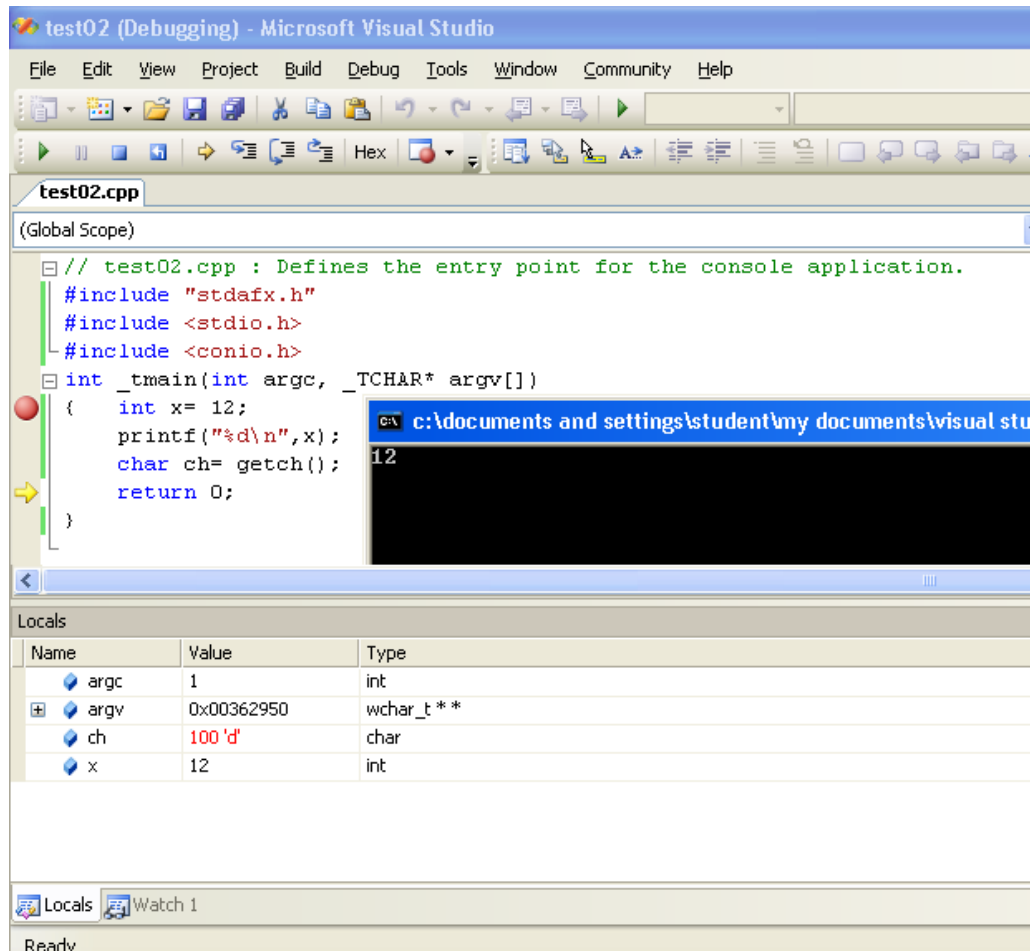 test02 (Debugging) - Microsoft Visual Studio
File Edit View Project Build Debug Tools Window Community Help
Hex
test02.cpp
(Global Scope)
// test02.cpp : Defines the entry point for the console application.
#include "stdafx.h"
#include <stdio.h>
#include <conio.h>
int _tmain(int argc, _TCHAR* argv[])
{ int x= 12;
printf("%d\n",x);
char ch= getch();
return 0;
}
c:\documents and settings\student\my documents\visual stu
12
Locals
Name Value Type
argc 1 int
argv 0x00362950 wchar_t * *
ch 100 'd' char
x 12 int
Locals Watch 1
Ready